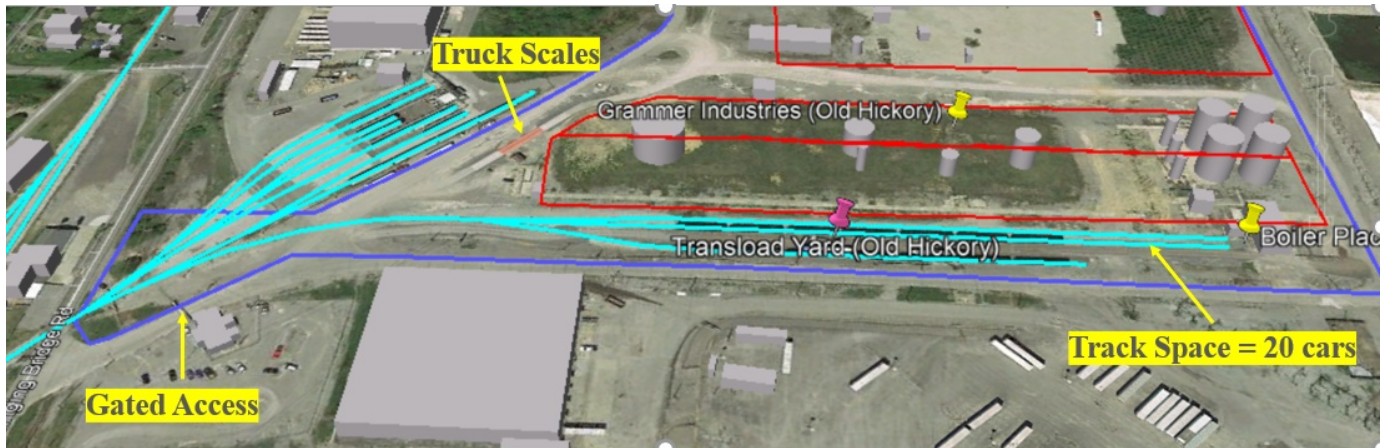 Truck Scales
Grammer Industries (Old Hickory)
Transload Yard (Old Hickory)
Boiler Plac
Track Space = 20 cars
Gated Access
ging Bridge Rd